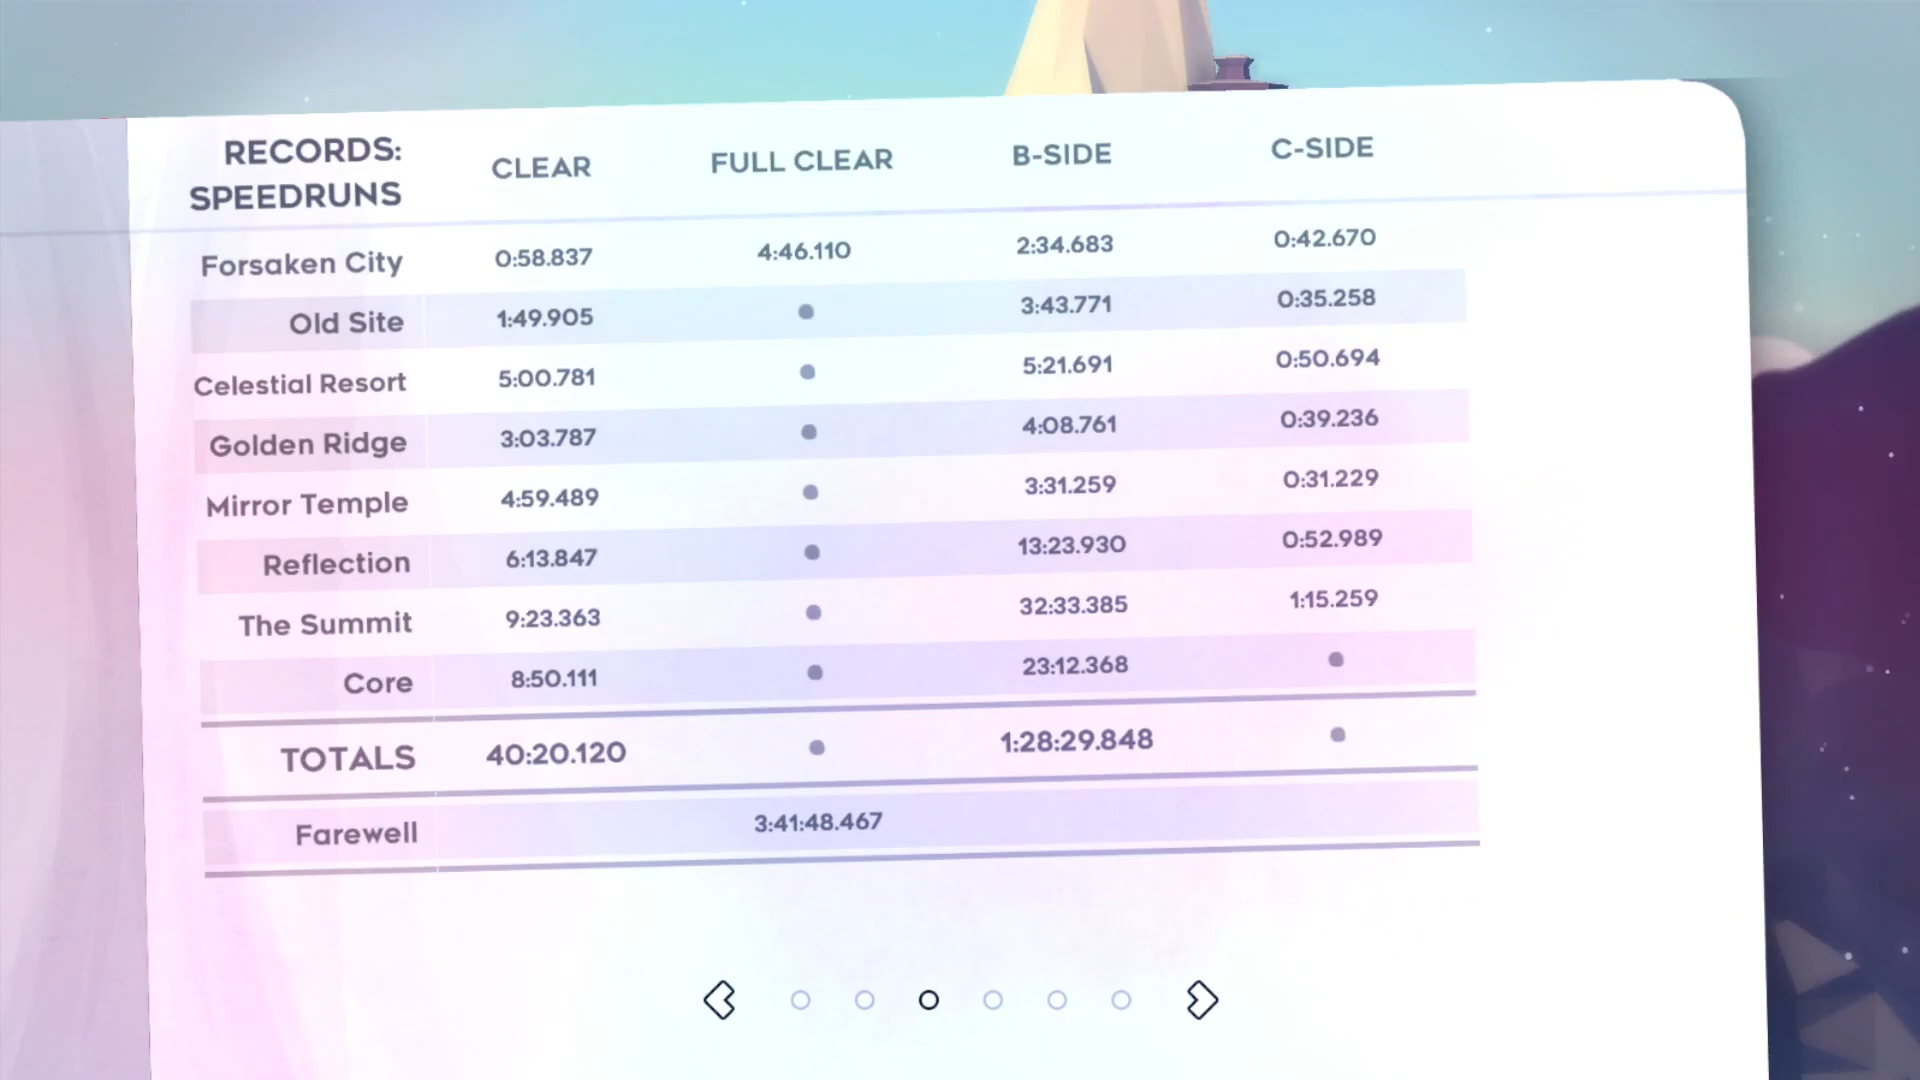 RECORDS:
SPEEDRUNS
CLEAR FULL CLEAR B-SIDE C-SIDE
Forsaken City 0:58.837 4:46.110 2:34.683 0:42.670
Old Site 1:49.905 3:43.771 0:35.258
Celestial Resort 5:00.781 5:21.691 0:50.694
Golden Ridge 3:03.787 4:08.761 0:39.236
Mirror Temple 4:59.489 3:31.259 0:31.229
Reflection 6:13.847 13:23.930 0:52.989
The Summit 9:23.363 32:33.385 1:15.259
Core 8:50.111 23:12.368
TOTALS 40:20.120 1:28:29.848
Farewell 3:41:48.467